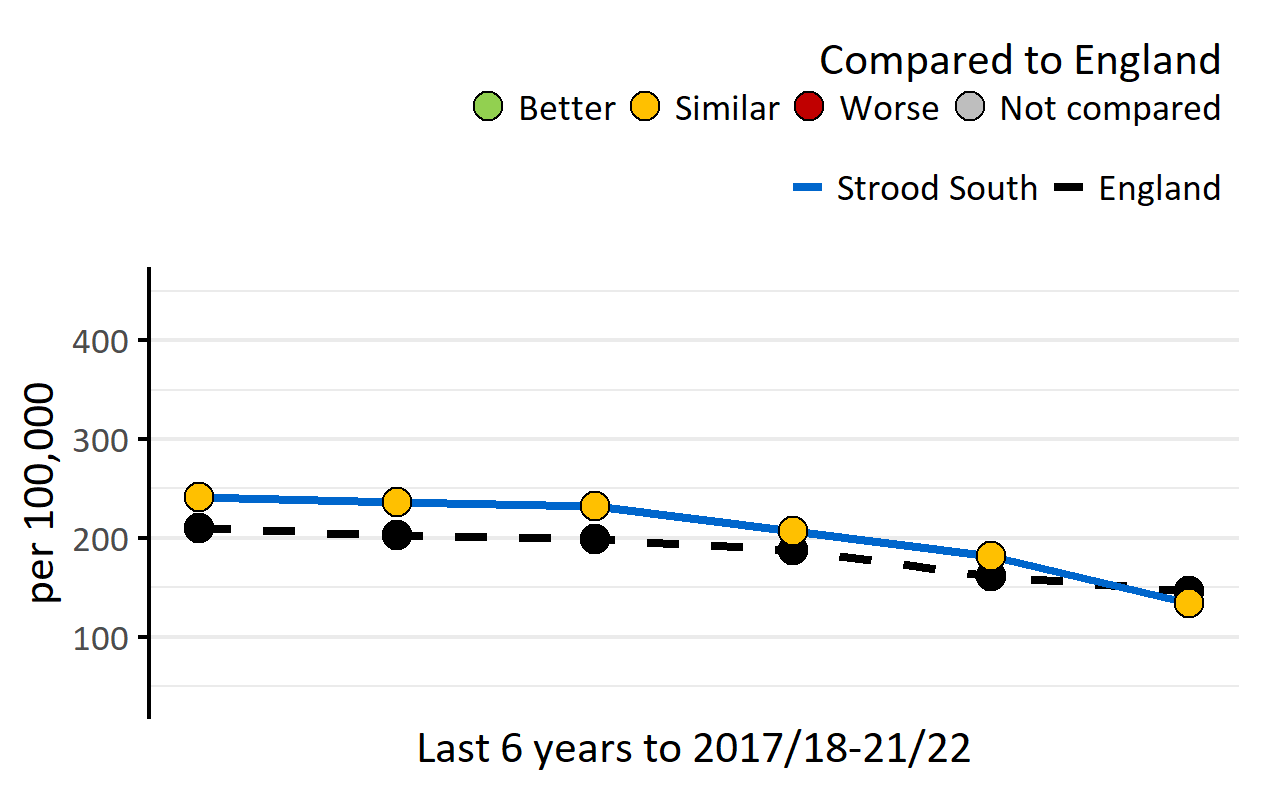 Compared to England
Better Similar Worse Not compared
Strood South England
400
300
200
100
per 100,000
Last 6 years to 2017/18-21/22